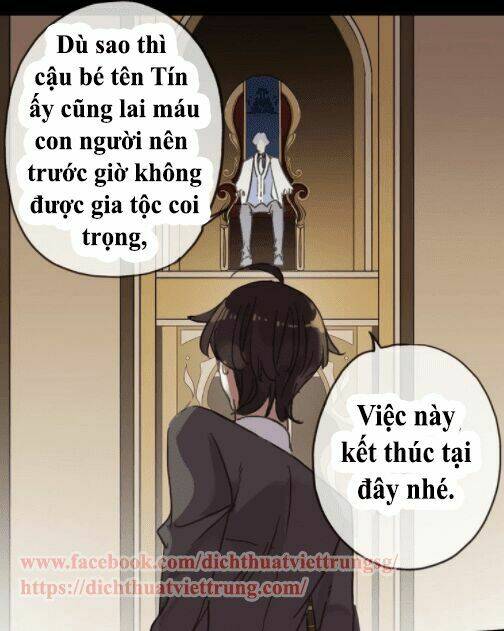 Dù sao thì
cậu bé tên Tín
ấy cũng lai máu
con người nên
trước giờ không
được gia tộc coi
trọng,
Việc này
kết thúc tại
đây nhé.
www.facebook.com/dichthuatviettrungsg/
https://dichthuatviettrung.com/